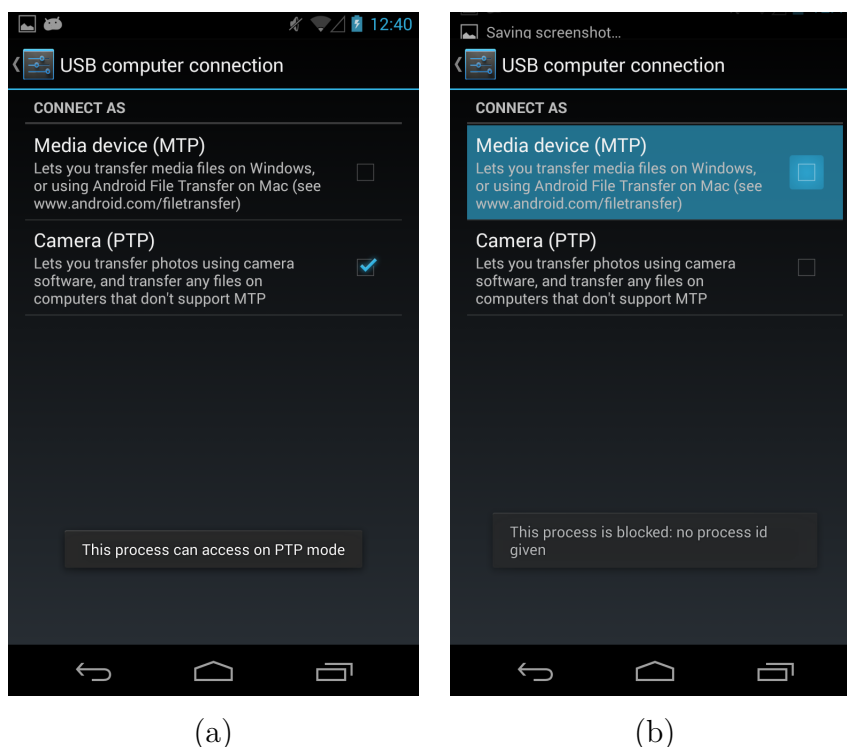 12:40
USB computer connection
CONNECT AS
Media device (MTP)
Lets you transfer media files on Windows,
or using Android File Transfer on Mac (see
www.android.com/filetransfer)
Camera (PTP)
Lets you transfer photos using camera
software, and transfer any files on
computers that don't support MTP
This process can access on PTP mode
(a)
Saving screenshot...
USB computer connection
CONNECT AS
Media device (MTP)
Lets you transfer media files on Windows,
or using Android File Transfer on Mac (see
www.android.com/filetransfer)
Camera (PTP)
Lets you transfer photos using camera
software, and transfer any files on
computers that don't support MTP
This process is blocked: no process id
given
(b)